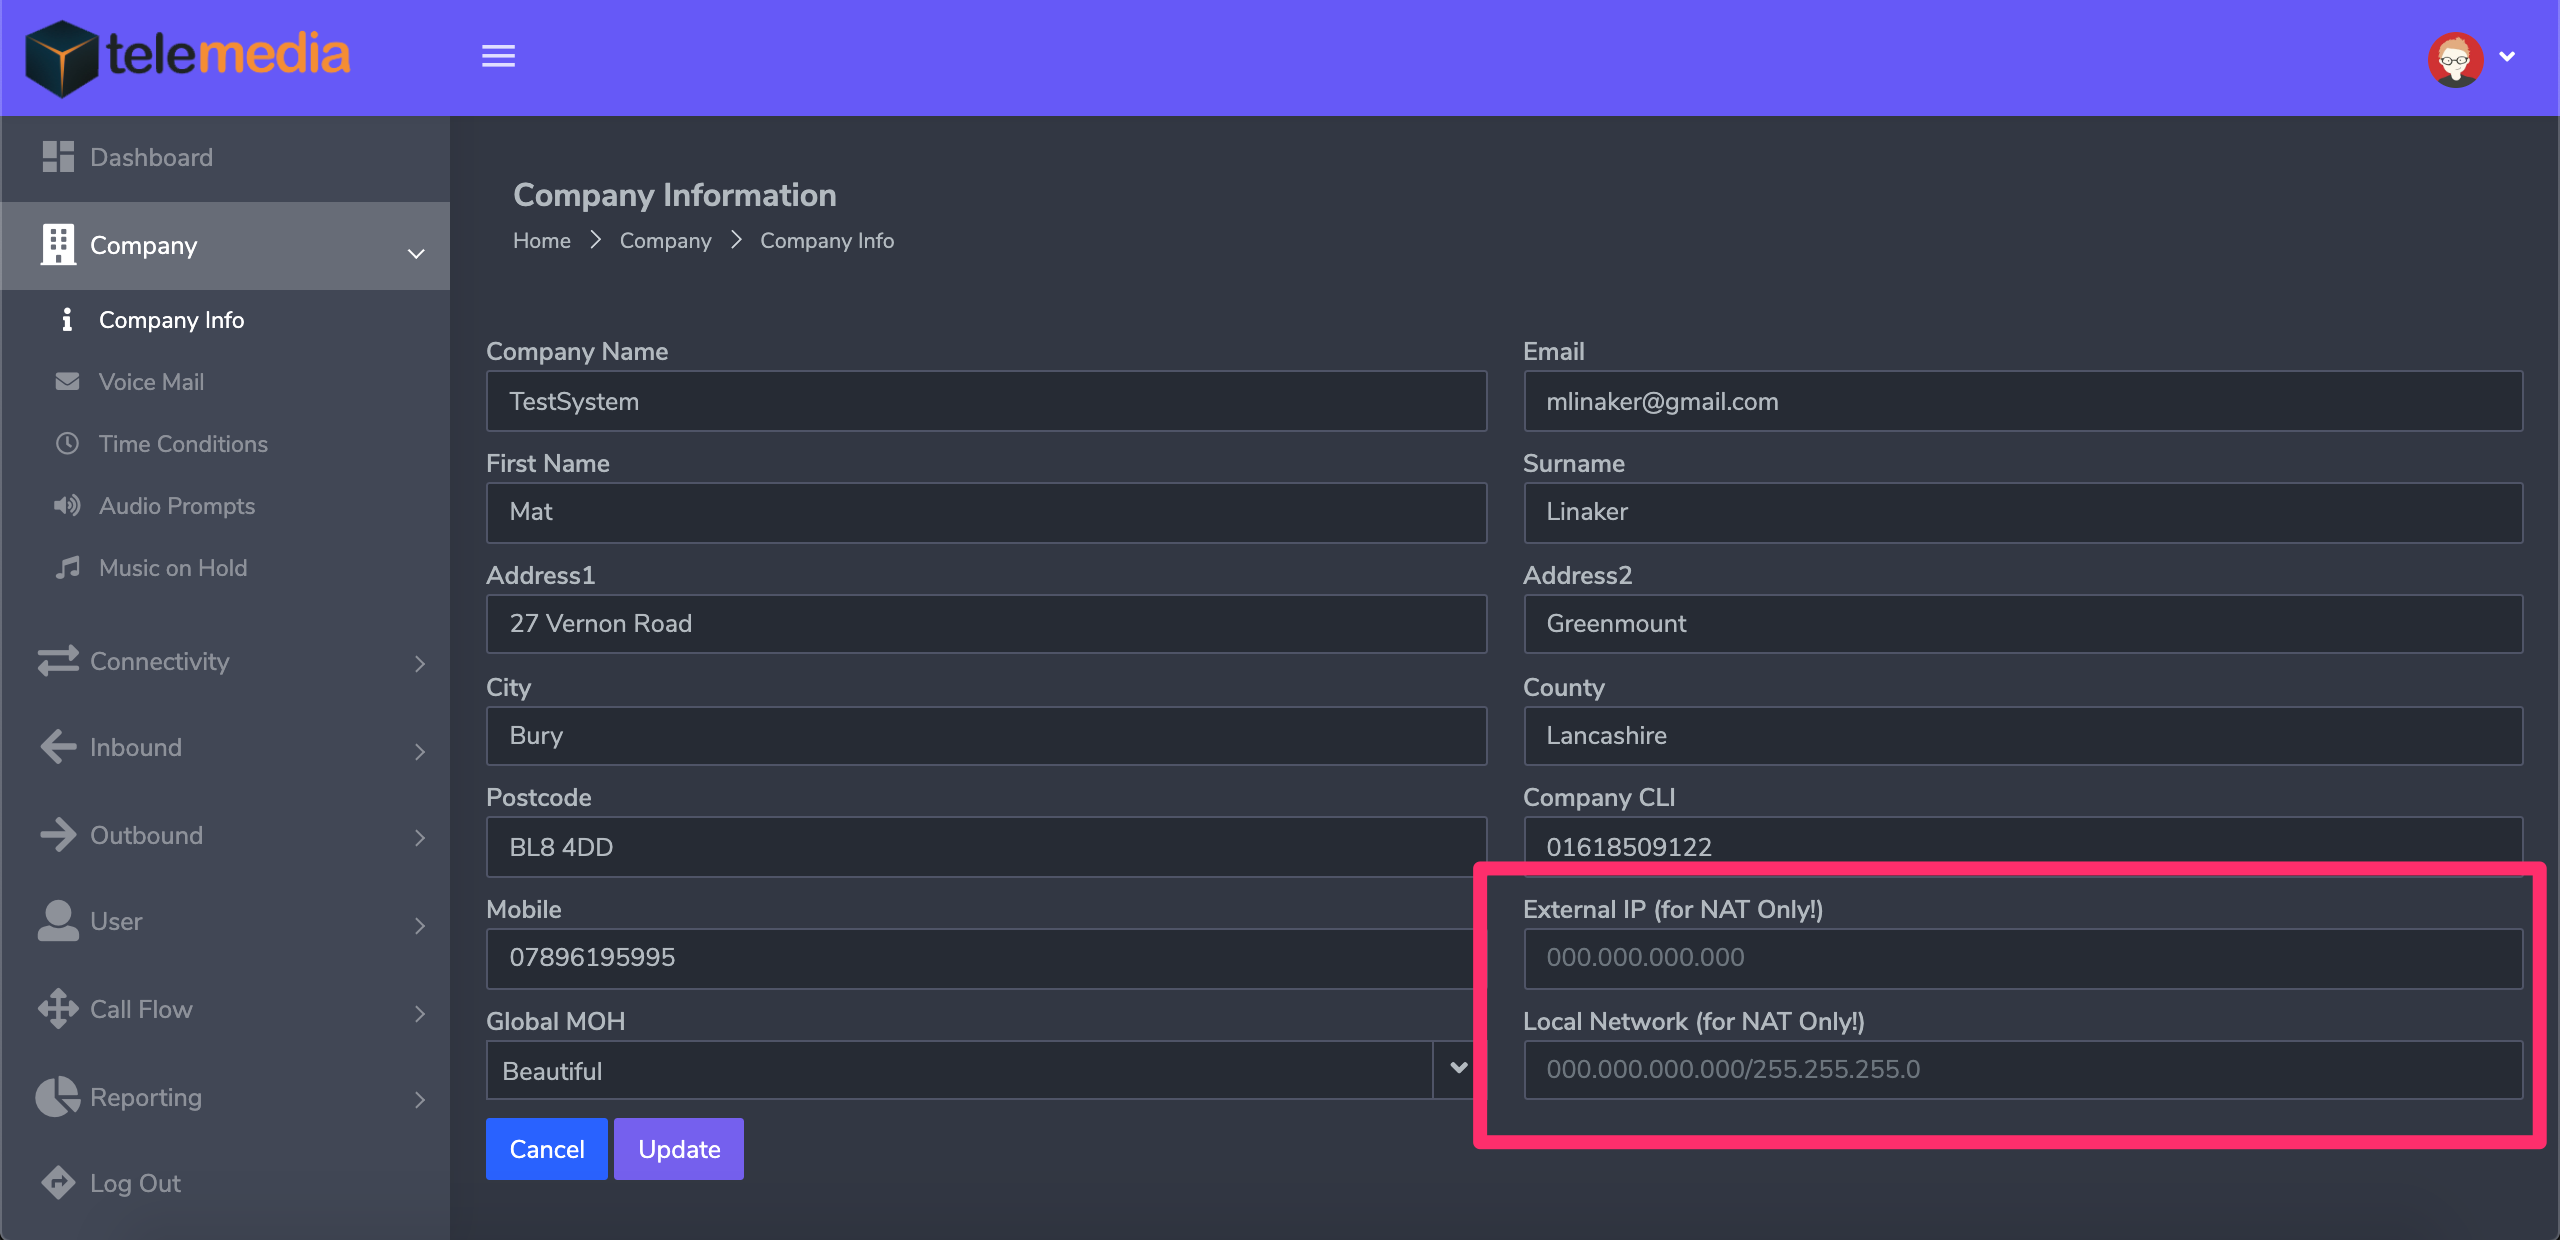 telemedia
Dashboard
Company
Company Info
Voice Mail
Time Conditions
Audio Prompts
Music on Hold
Connectivity
Inbound
Outbound
User
Call Flow
Reporting
Log Out
Company Information
Home > Company > Company Info
Company Name
TestSystem
Email
mlinaker@gmail.com
First Name
Mat
Surname
Linaker
Address1
27 Vernon Road
Address2
Greenmount
City
Bury
County
Lancashire
Postcode
BL8 4DD
Company CLI
01618509122
Mobile
07896195995
External IP (for NAT Only!)
000.000.000.000
Global MOH
Beautiful
Local Network (for NAT Only!)
000.000.000.000/255.255.255.0
Cancel
Update